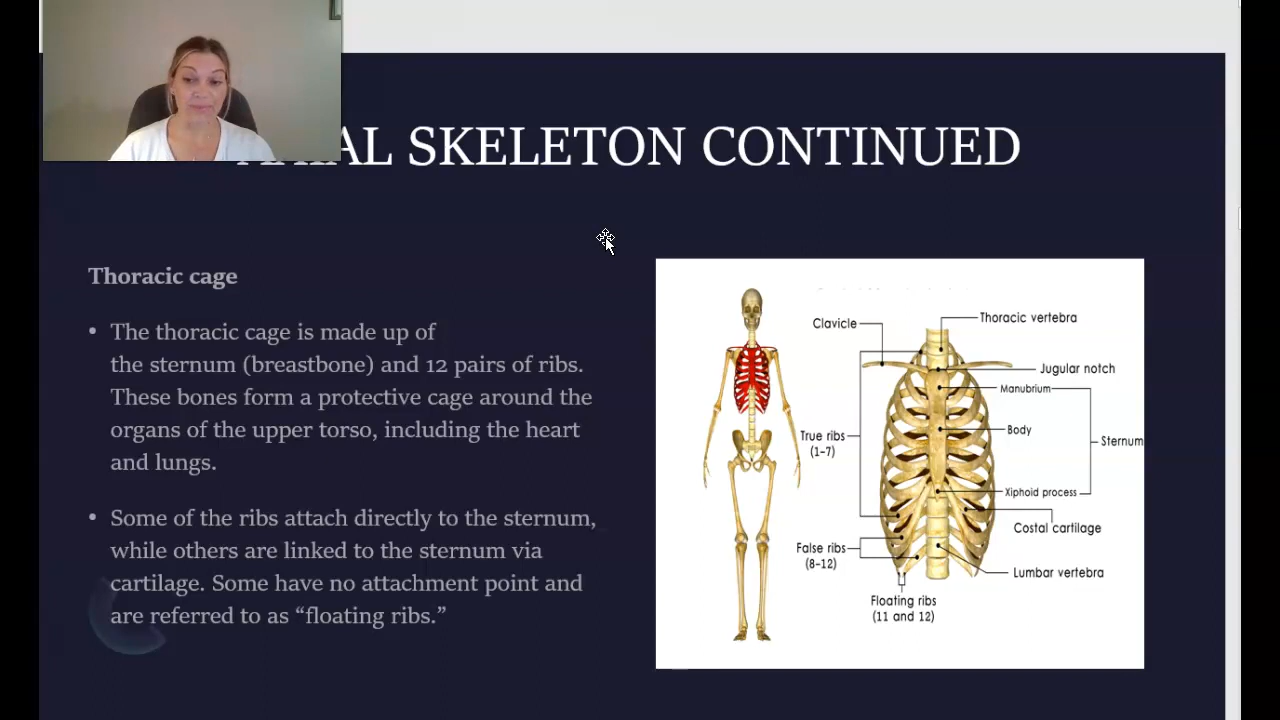 SKELETON CONTINUED
Thoracic cage
• The thoracic cage is made up of
the sternum (breastbone) and 12 pairs of ribs.
These bones form a protective cage around the
organs of the upper torso, including the heart
and lungs.
• Some of the ribs attach directly to the sternum,
while others are linked to the sternum via
cartilage. Some have no attachment point and
are referred to as “floating ribs.”
Clavicle
Thoracic vertebra
Jugular notch
Manubrium
Body
Sternum
True ribs
(1-7)
Xiphoid process
Costal cartilage
False ribs
(8-12)
Lumbar vertebra
Floating ribs
(11 and 12)